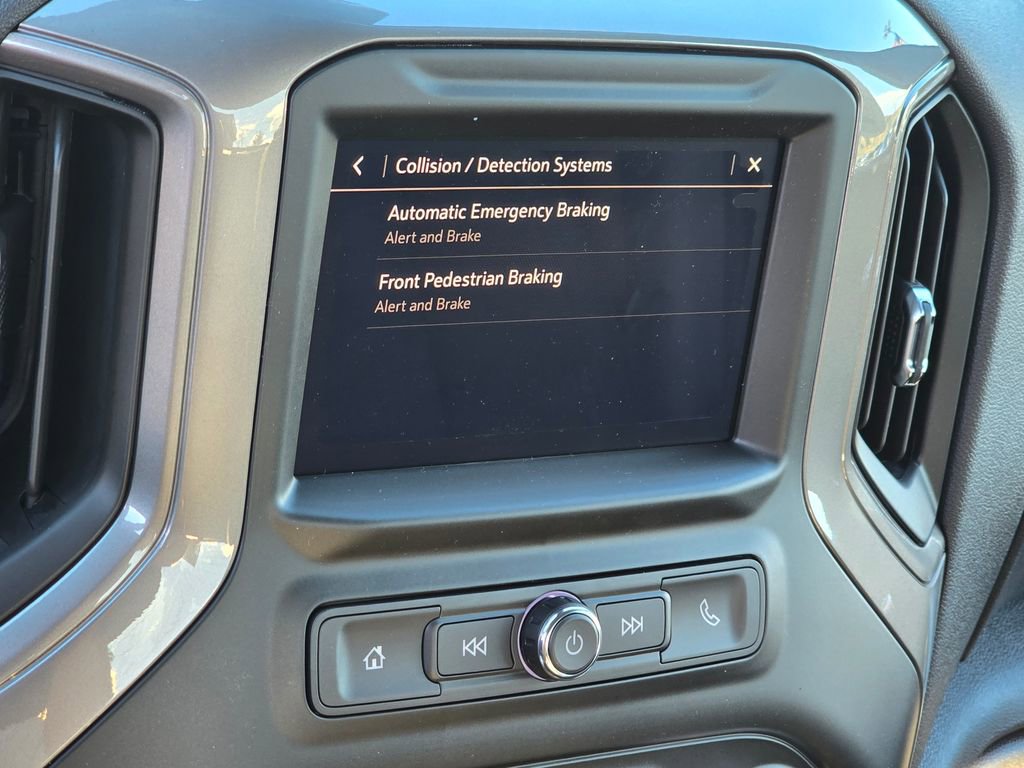 Collision / Detection Systems
Automatic Emergency Braking
Alert and Brake
Front Pedestrian Braking
Alert and Brake